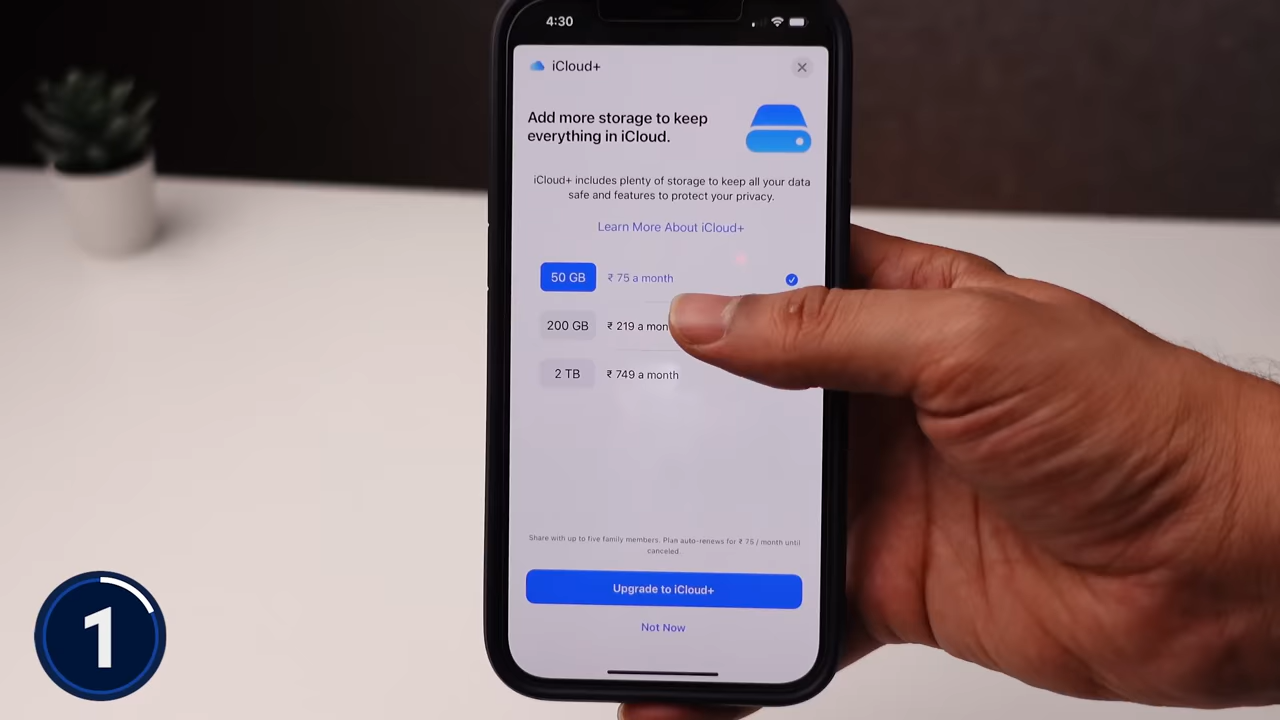 4:30
iCloud+
Add more storage to keep
everything in iCloud.
iCloud+ includes plenty of storage to keep all your data
safe and features to protect your privacy.
Learn More About iCloud+
50 GB ₹ 75 a month
200 GB ₹ 219 a mon
2 TB ₹ 749 a month
Share with up to five family members. Plan auto-renews for ₹ 75 / month until
canceled.
Upgrade to iCloud+
Not Now
1